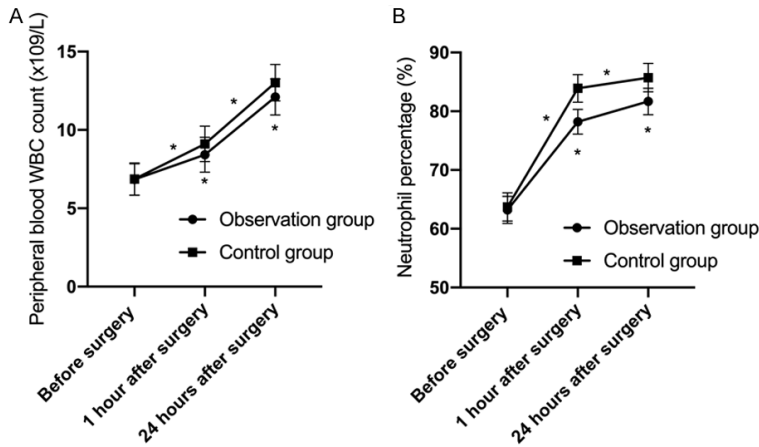 A
Peripheral blood WBC count (x109/L)
15
10
5
0
*
*
*
*
Observation group
Control group
Before surgery
1 hour after surgery
24 hours after surgery
B
Neutrophil percentage (%)
90
80
70
60
50
*
*
*
*
Observation group
Control group
Before surgery
1 hour after surgery
24 hours after surgery